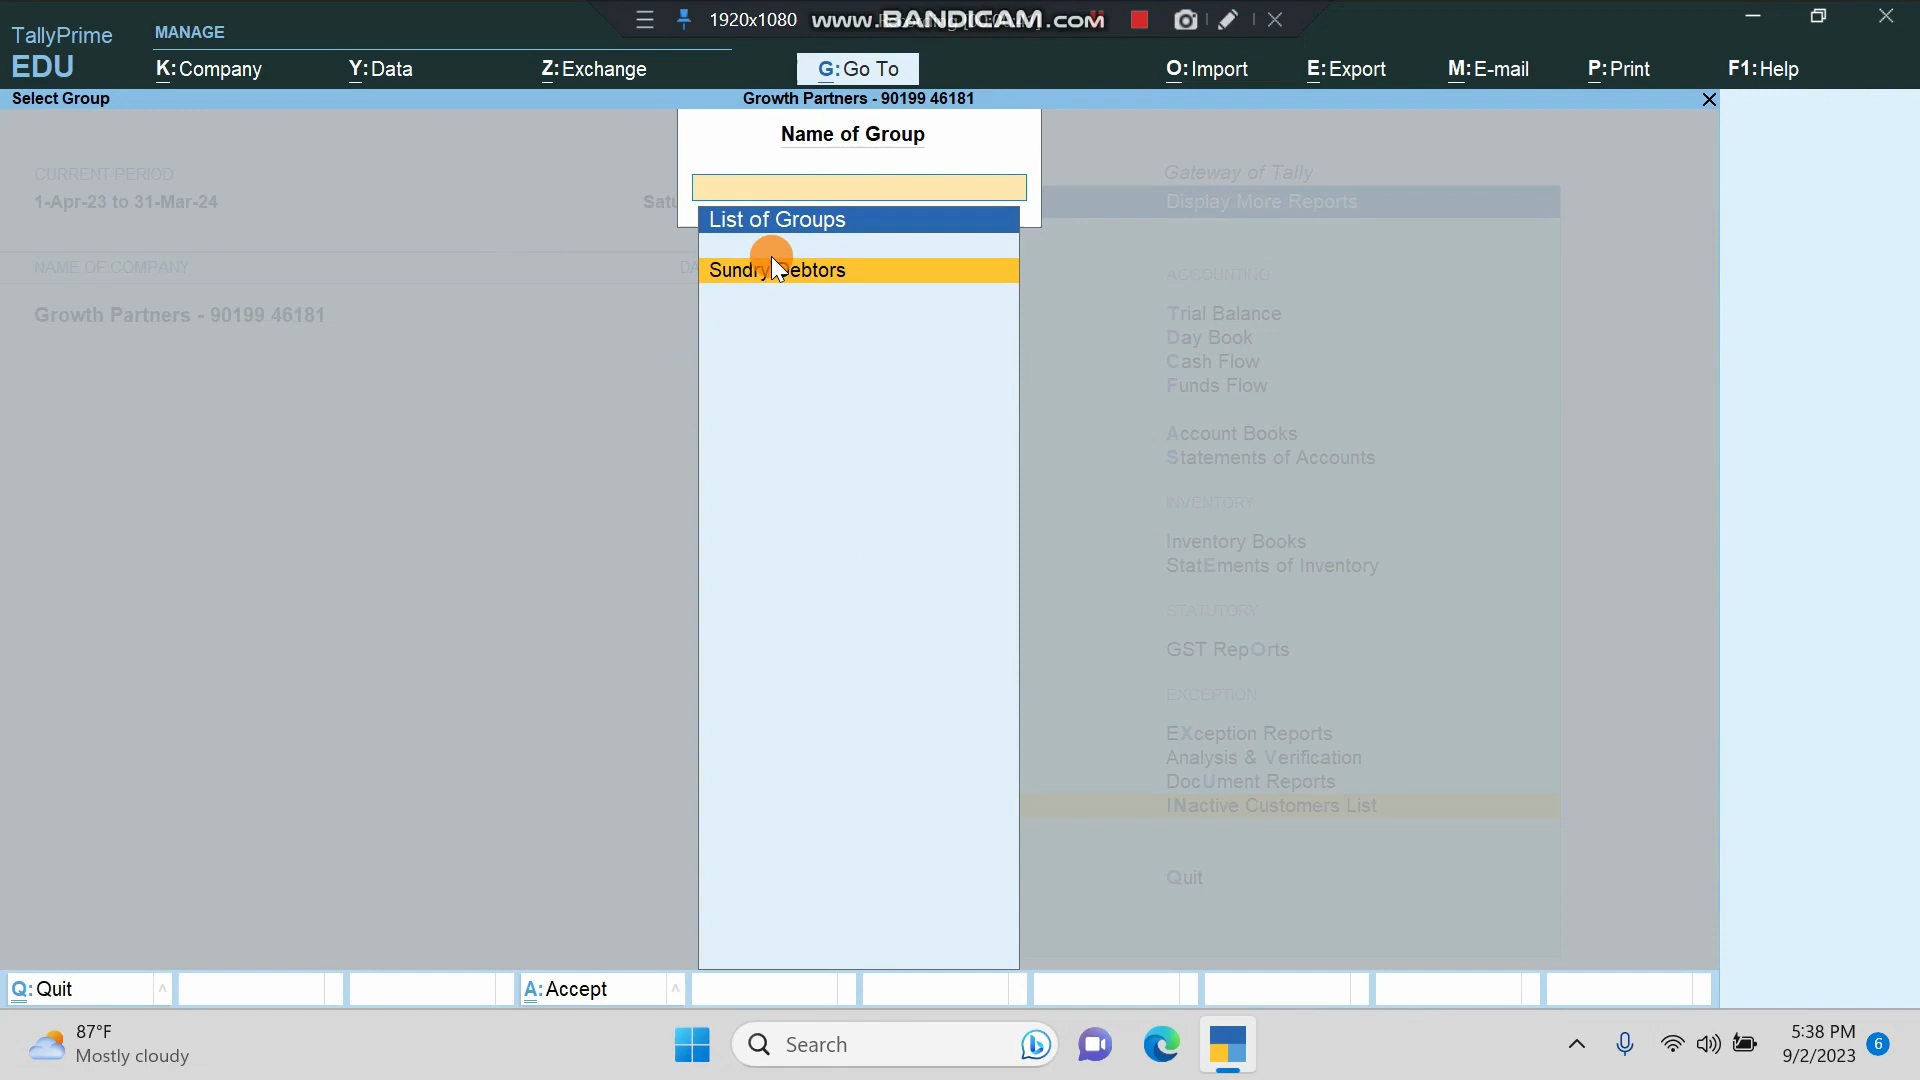 1920x1080
www.BANDICAM.com
TallyPrime
EDU
MANAGE
K:Company
Y:Data
Z:Exchange
G:Go To
O:Import
E:Export
M:E-mail
P:Print
F1:Help
Select Group
Growth Partners - 90199 46181
Name of Group
List of Groups
Sundry Debtors
CURRENT PERIOD
1-Apr-23 to 31-Mar-24
Satu
NAME OF COMPANY
DA
Growth Partners - 90199 46181
Gateway of Tally
Display More Reports
ACCOUNTING
Trial Balance
Day Book
Cash Flow
Funds Flow
Account Books
Statements of Accounts
INVENTORY
Inventory Books
StatEments of Inventory
STATUTORY
GST RepOrts
EXCEPTION
EXception Reports
Analysis & Verification
DocUment Reports
INactive Customers List
Quit
Q:Quit
A:Accept
87°F
Mostly cloudy
Search
5:38 PM
9/2/2023
6